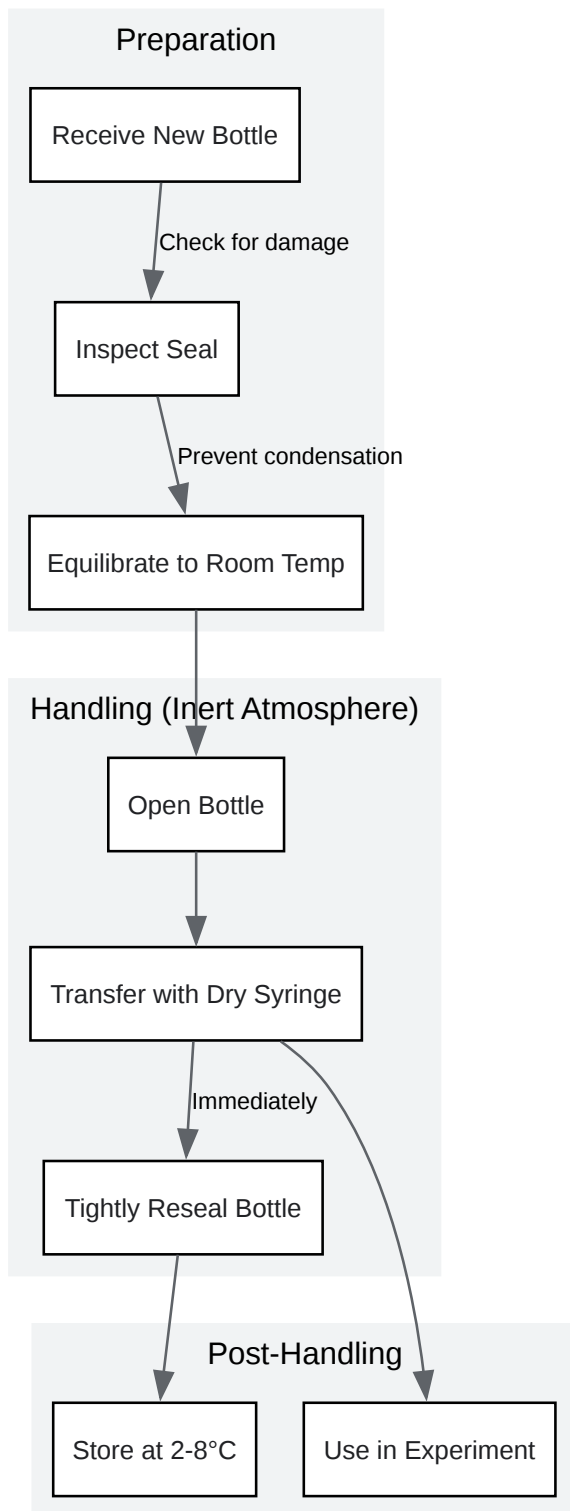 Preparation
Receive New Bottle
Check for damage
Inspect Seal
Prevent condensation
Equilibrate to Room Temp
Handling (Inert Atmosphere)
Open Bottle
Transfer with Dry Syringe
Immediately
Tightly Reseal Bottle
Post-Handling
Store at 2-8°C
Use in Experiment